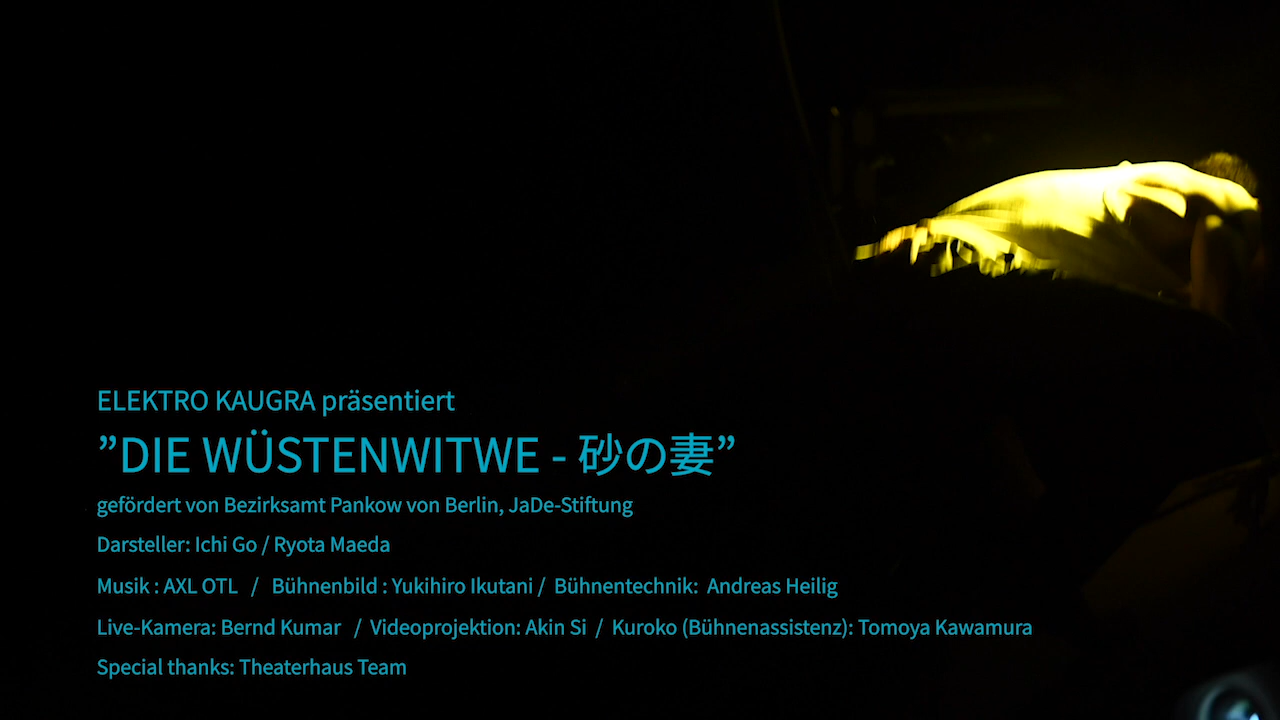 ELEKTRO KAUGRA präsentiert
”DIE WÜSTENWITWE - 砂の妻”
gefördert von Bezirksamt Pankow von Berlin, JaDe-Stiftung
Darsteller: Ichi Go / Ryota Maeda
Musik : AXL OTL / Bühnenbild : Yukihiro Ikutani / Bühnentechnik: Andreas Heilig
Live-Kamera: Bernd Kumar / Videoprojektion: Akin Si / Kuroko (Bühnenassistenz): Tomoya Kawamura
Special thanks: Theaterhaus Team